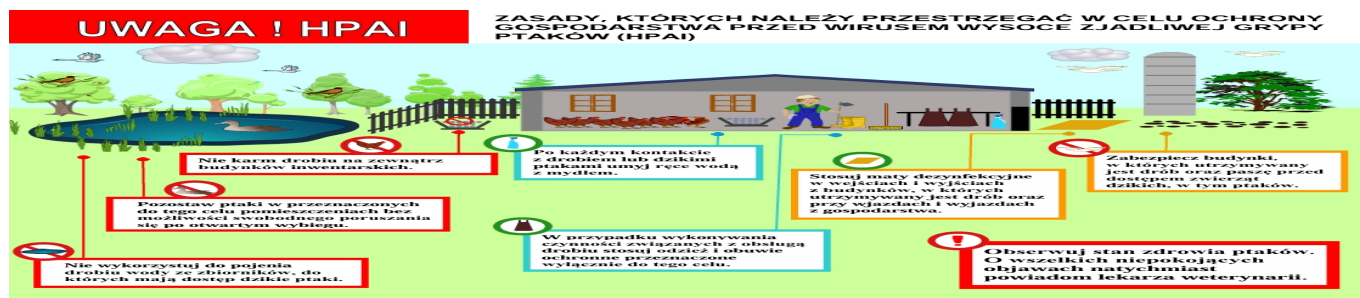 UWAGA ! HPAI
ZASADY, KTÓRYCH NALEŻY PRZESTRZEGAĆ W CELU OCHRONY
GOSPODARSTWA PRZED WIRUSEM WYSOCE ZJADLIWEJ GRYPY
PTAKÓW (HPAI)
Nie karm drobiu na zewnątrz
budynków inwentarskich.
Pozostaw ptaki w przeznaczonych
do tego celu pomieszczeniach bez
możliwości swobodnego poruszania
się po otwartym wybiegu.
Nie wykorzystuj do pojenia
drobiu wody ze zbiorników, do
których mają dostęp dzikie ptaki.
Po każdym kontakcie
z drobiem lub dzikimi
ptakami umyj ręce wodą
z mydłem.
W przypadku wykonywania
czynności związanych z obsługą
drobiu stosuj odzież i obuwie
ochronne przeznaczone
wyłącznie do tego celu.
Stosuj maty dezynfekcyjne
w wejściach i wyjściach
z budynków, w których
utrzymywany jest drób oraz
przy wjazdach i wyjazdach
z gospodarstwa.
Zabezpiecz budynki,
w których utrzymywany
jest drób oraz paszę przed
dostępem zwierząt
dzikich, w tym ptaków.
Obserwuj stan zdrowia ptaków.
O wszelkich niepokojących
objawach natychmiast
powiadom lekarza weterynarii.